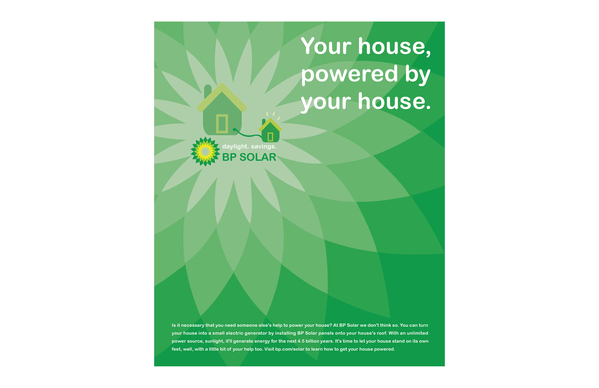 Your house,
powered by
your house.
daylight. savings.
BP SOLAR
Is it necessary that you need someone else's help to power your house? At BP Solar we don't think so. You can turn
your house into a small electric generator by installing BP Solar panels onto your house's roof. With an unlimited
power source, sunlight, it'll generate energy for the next 4.5 billion years. It's time to let your house stand on its own
feet, well, with a little bit of your help too. Visit bp.com/solar to learn how to get your house powered.